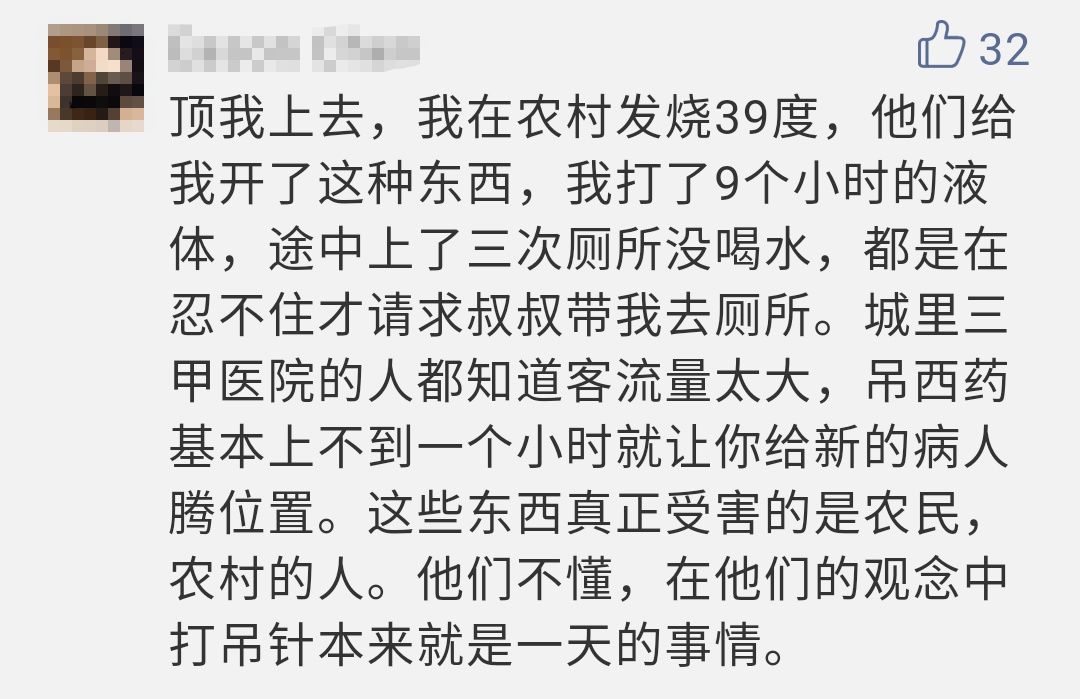 32
顶我上去，我在农村发烧39度，他们给
我开了这种东西，我打了9个小时的液
体，途中上了三次厕所没喝水，都是在
忍不住才请求叔叔带我去厕所。城里三
甲医院的人都知道客流量太大，吊西药
基本上不到一个小时就让你给新的病人
腾位置。这些东西真正受害的是农民，
农村的人。他们不懂，在他们的观念中
打吊针本来就是一天的事情。